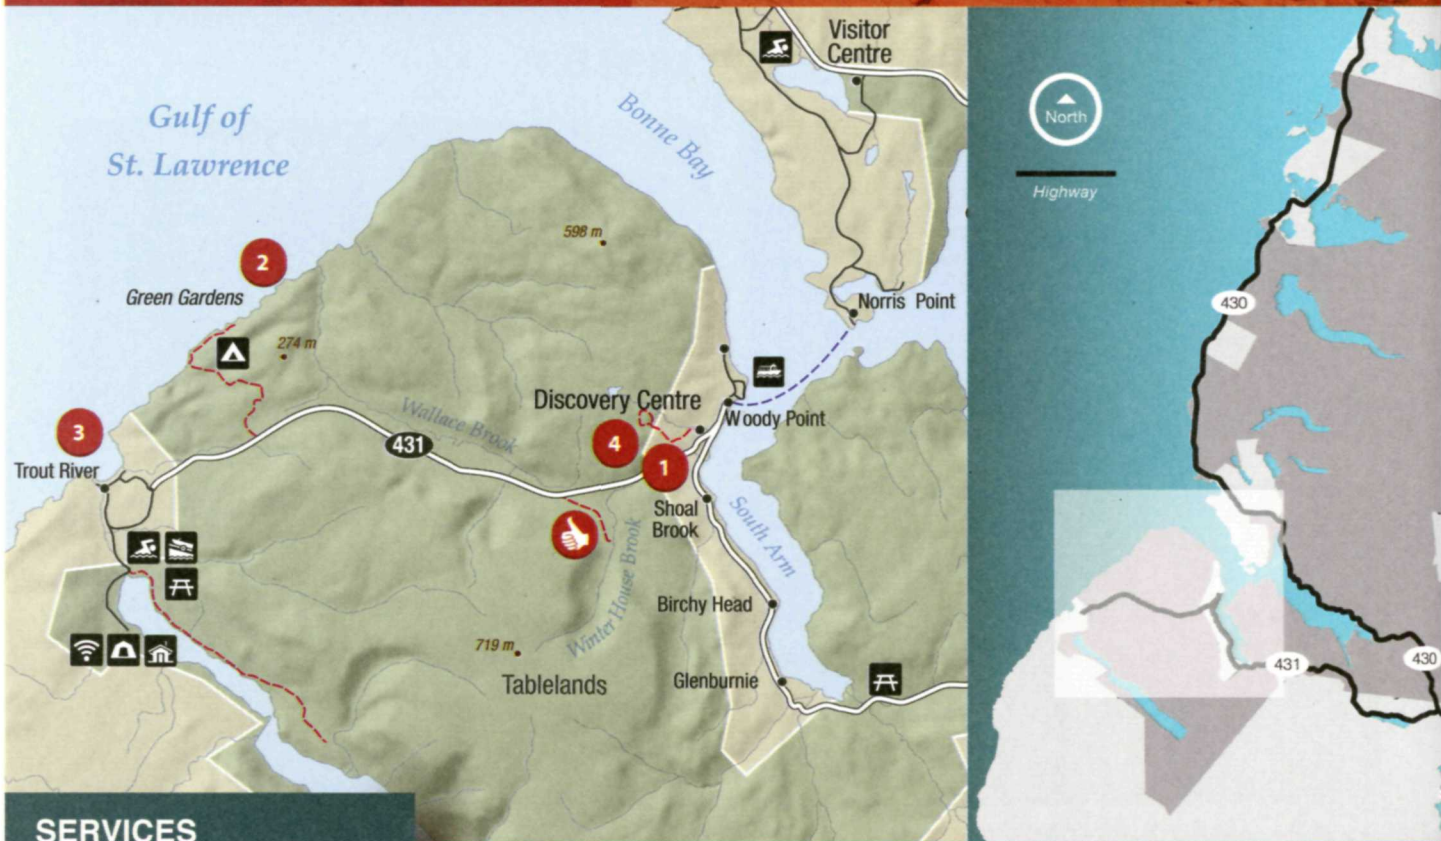 Visitor
Centre
Gulf of
St. Lawrence
Bonne Bay
North
Highway
598 m
2
Green Gardens
Norris Point
430
274 m
Discovery Centre
Woody Point
3
Wallace Brook
431
4
1
Trout River
Shoal
Brook
South Arm
Winter House Brook
Birchy Head
719 m
Tablelands
Glenburnie
431
430
SERVICES